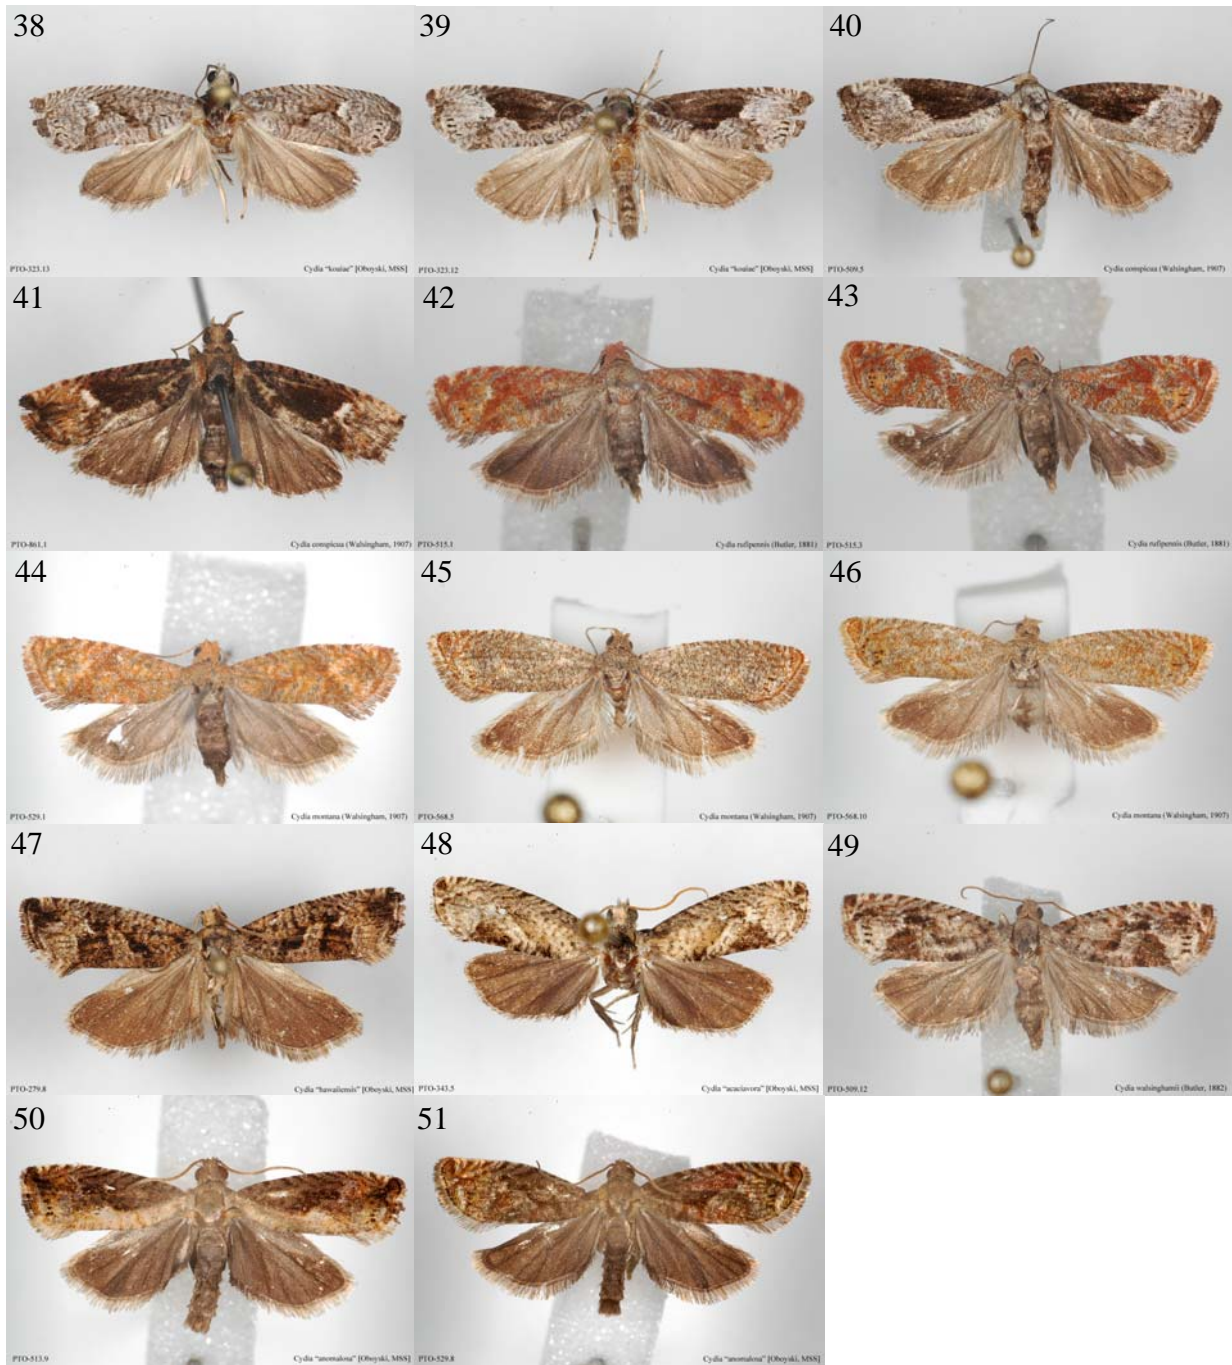 38
39
40
PTO-323.13
Cydia "kouiae" [Oboyski, MSS]
PTO-323.12
Cydia "kouiae" [Oboyski, MSS]
PTO-509.5
Cydia conspicua (Walsingham, 1907)
41
42
43
PTO-861.1
Cydia conspicua (Walsingham, 1907)
PTO-515.1
Cydia rufipennis (Butler, 1881)
PTO-515.3
Cydia rufipennis (Butler, 1881)
44
45
46
PTO-529.1
Cydia montana (Walsingham, 1907)
PTO-568.5
Cydia montana (Walsingham, 1907)
PTO-568.10
Cydia montana (Walsingham, 1907)
47
48
49
PTO-279.8
Cydia "hawaiiensis" [Oboyski, MSS]
PTO-343.5
Cydia "acaciavora" [Oboyski, MSS]
PTO-509.12
Cydia walsinghamii (Butler, 1882)
50
51
PTO-513.9
Cydia "anomalosa" [Oboyski, MSS]
PTO-529.8
Cydia "anomalosa" [Oboyski, MSS]